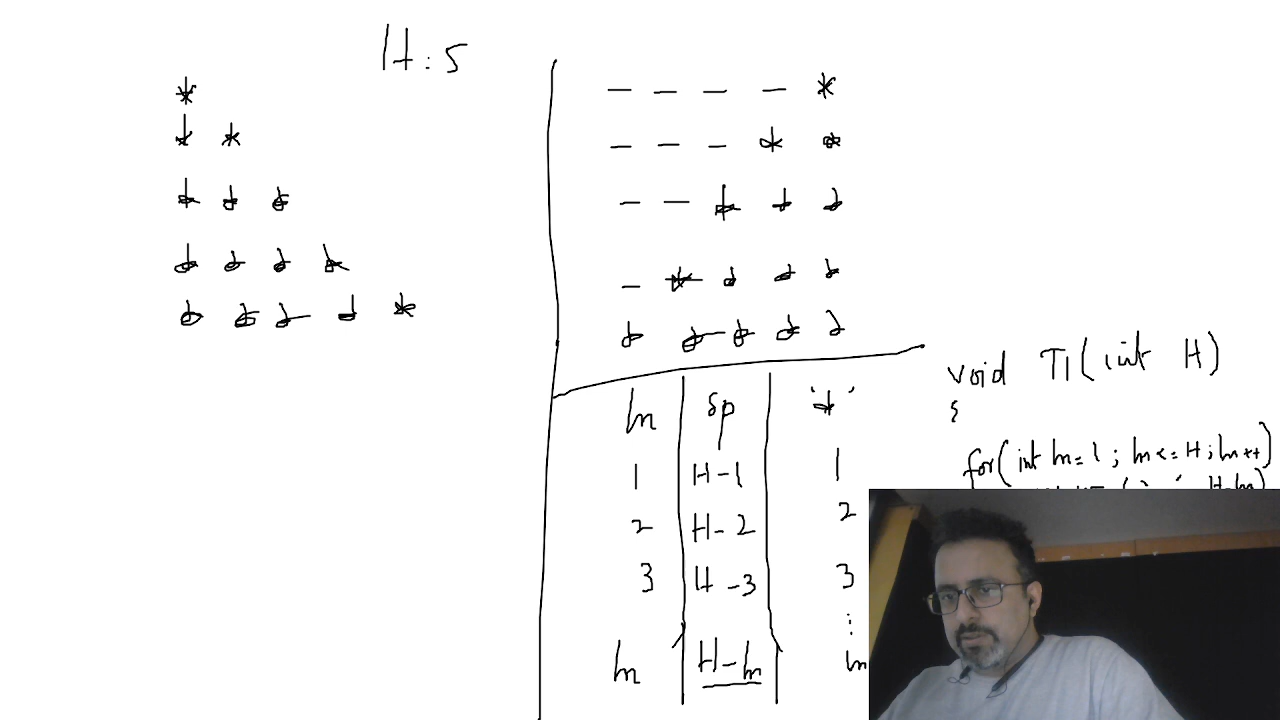 H : 5
*
* *
* * *
* * * *
* * * * *
— — — — *
— — — * *
— — * * *
— * * * *
* * * * *
ln | sp | '*'
1 | H-1 | 1
2 | H-2 | 2
3 | H-3 | 3
⋮
ln | H-ln | ln
void T1(int H)
{
for(int ln=1; ln<=H; ln++)
H-ln)